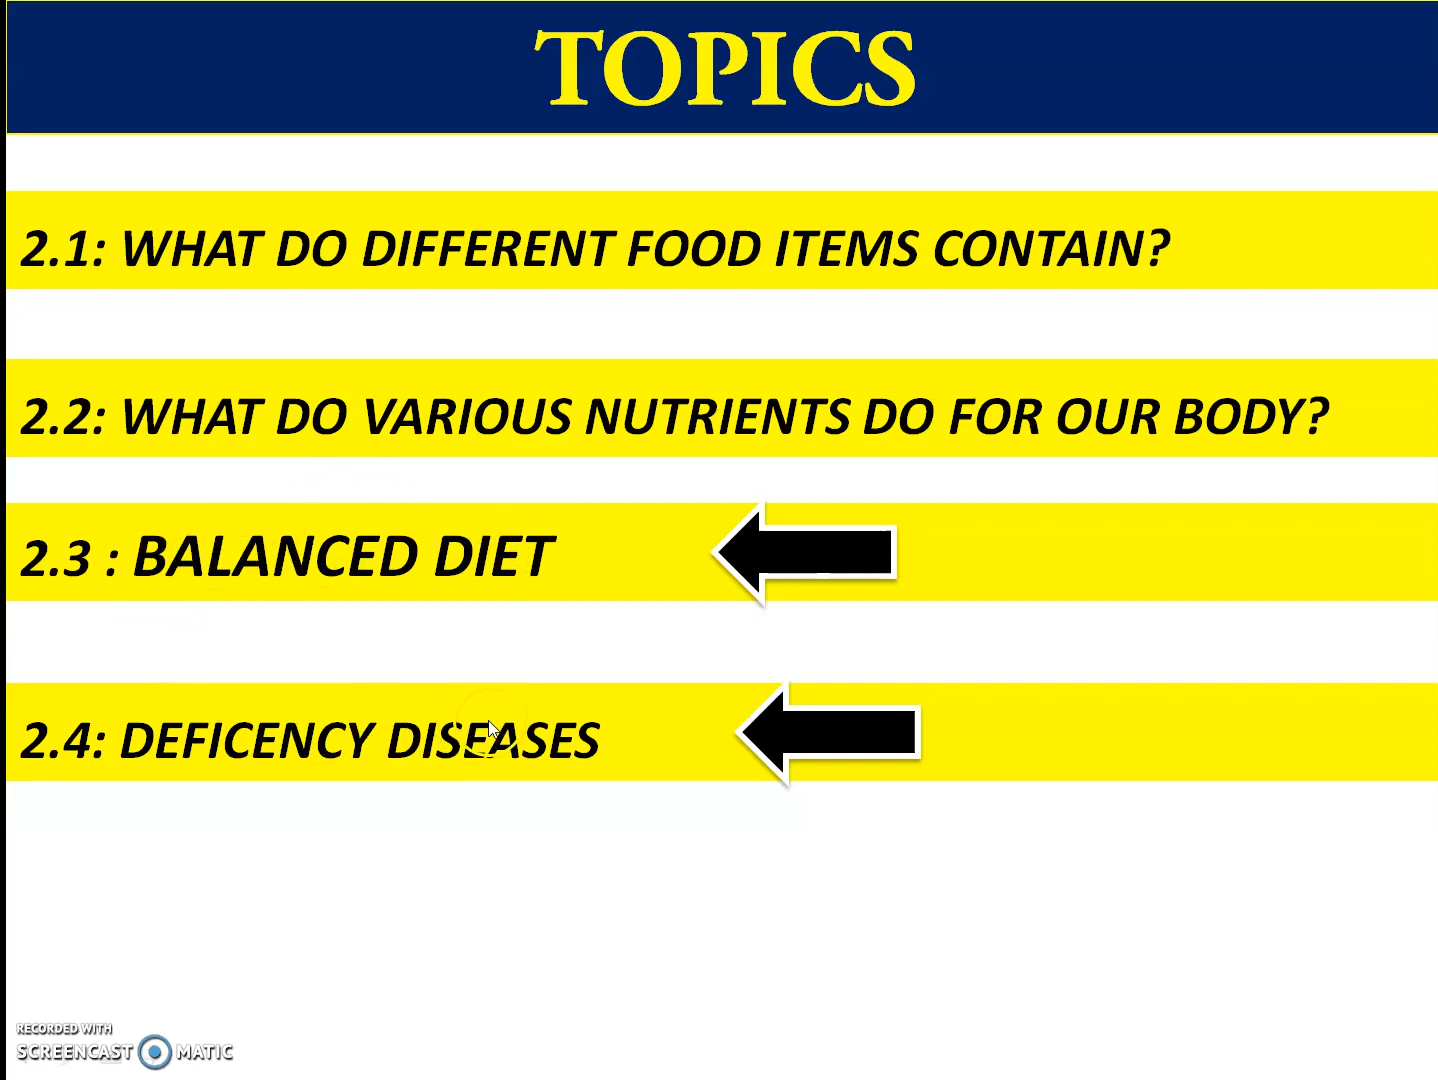 TOPICS
2.1: WHAT DO DIFFERENT FOOD ITEMS CONTAIN?
2.2: WHAT DO VARIOUS NUTRIENTS DO FOR OUR BODY?
2.3 : BALANCED DIET
2.4: DEFICENCY DISEASES
RECORDED WITH
SCREENCAST MATIC